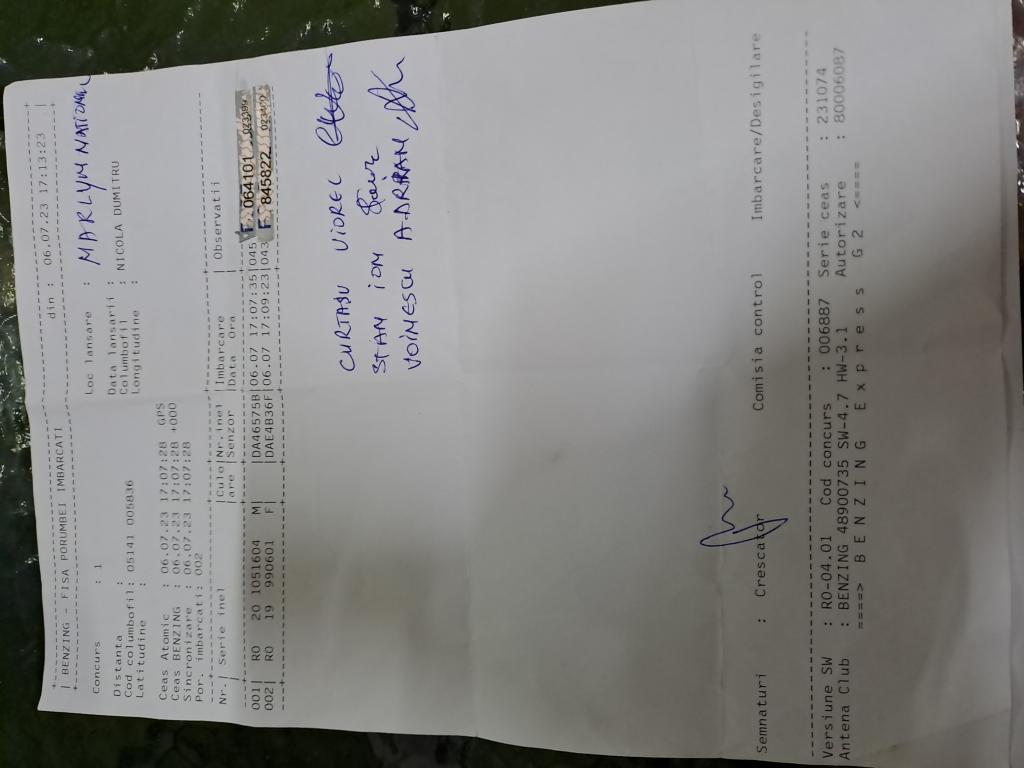 BENZING - FISA PORUMBEI IMBARCATI din : 06.07.23 17:13:23
Concurs : 1 Loc lansare : MARLYN NATIONAL
Distanta : Data lansarii :
Cod columbofil: 05141 005836 Columbofil : NICOLA DUMITRU
Latitudine : Longitudine :
Ceas Atomic : 06.07.23 17:07:28 GPS
Ceas BENZING : 06.07.23 17:07:28 +000
Sincronizare : 06.07.23 17:07:28
Por. imbarcati: 002
Nr.| Serie inel |Culo|Nr.inel |Imbarcare | Observatii
|are |Senzor |Data Ora |
001| RO 20 1051604 M | |DA46575B|06.07 17:07:35|045 F 064101
002| RO 19 990601 F | |DAE4B36F|06.07 17:09:23|043 F 845822
CURTASU VIOREL
STAN ION
VOINESCU A-DRIAN
Semnaturi : Crescator Comisia control Imbarcare/Desigilare
Versiune SW : RO-04.01 Cod concurs : 006887 Serie ceas : 231074
Antena Club : BENZING 48900735 SW-4.7 HW-3.1 Autorizare : 80006087
====> B E N Z I N G E x p r e s s G 2 <====